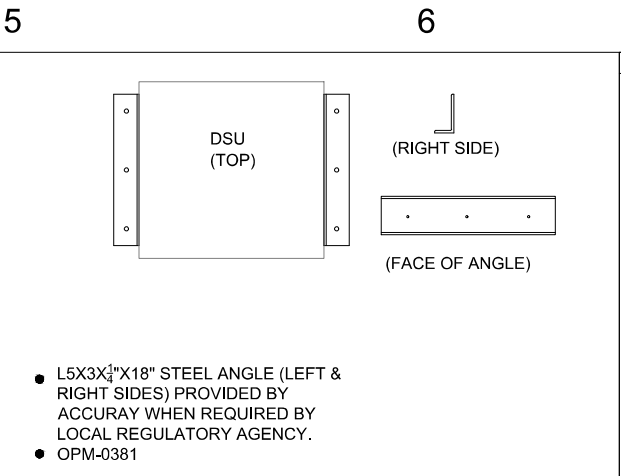 5
6
DSU
(TOP)
(RIGHT SIDE)
(FACE OF ANGLE)
● L5X3X¼"X18" STEEL ANGLE (LEFT &
RIGHT SIDES) PROVIDED BY
ACCURAY WHEN REQUIRED BY
LOCAL REGULATORY AGENCY.
● OPM-0381